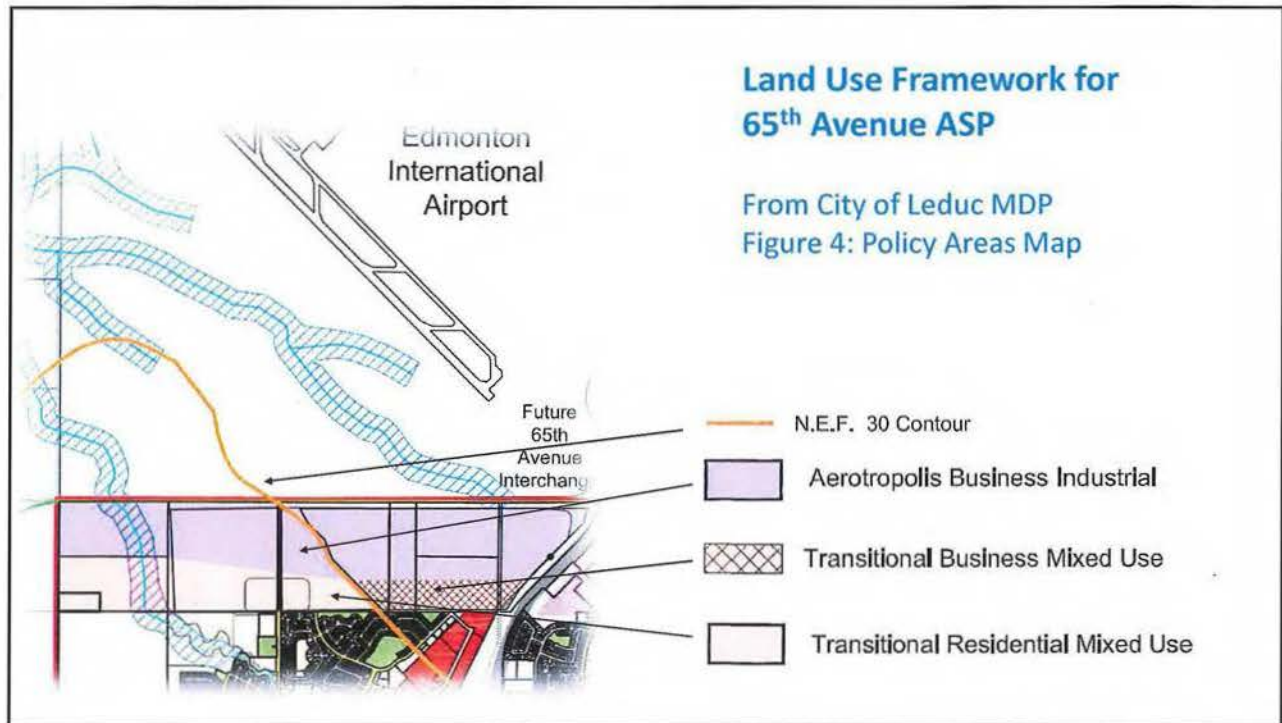 Land Use Framework for
65th Avenue ASP
From City of Leduc MDP
Figure 4: Policy Areas Map
Edmonton
International
Airport
Future
65th
Avenue
Interchang
N.E.F. 30 Contour
Aerotropolis Business Industrial
Transitional Business Mixed Use
Transitional Residential Mixed Use